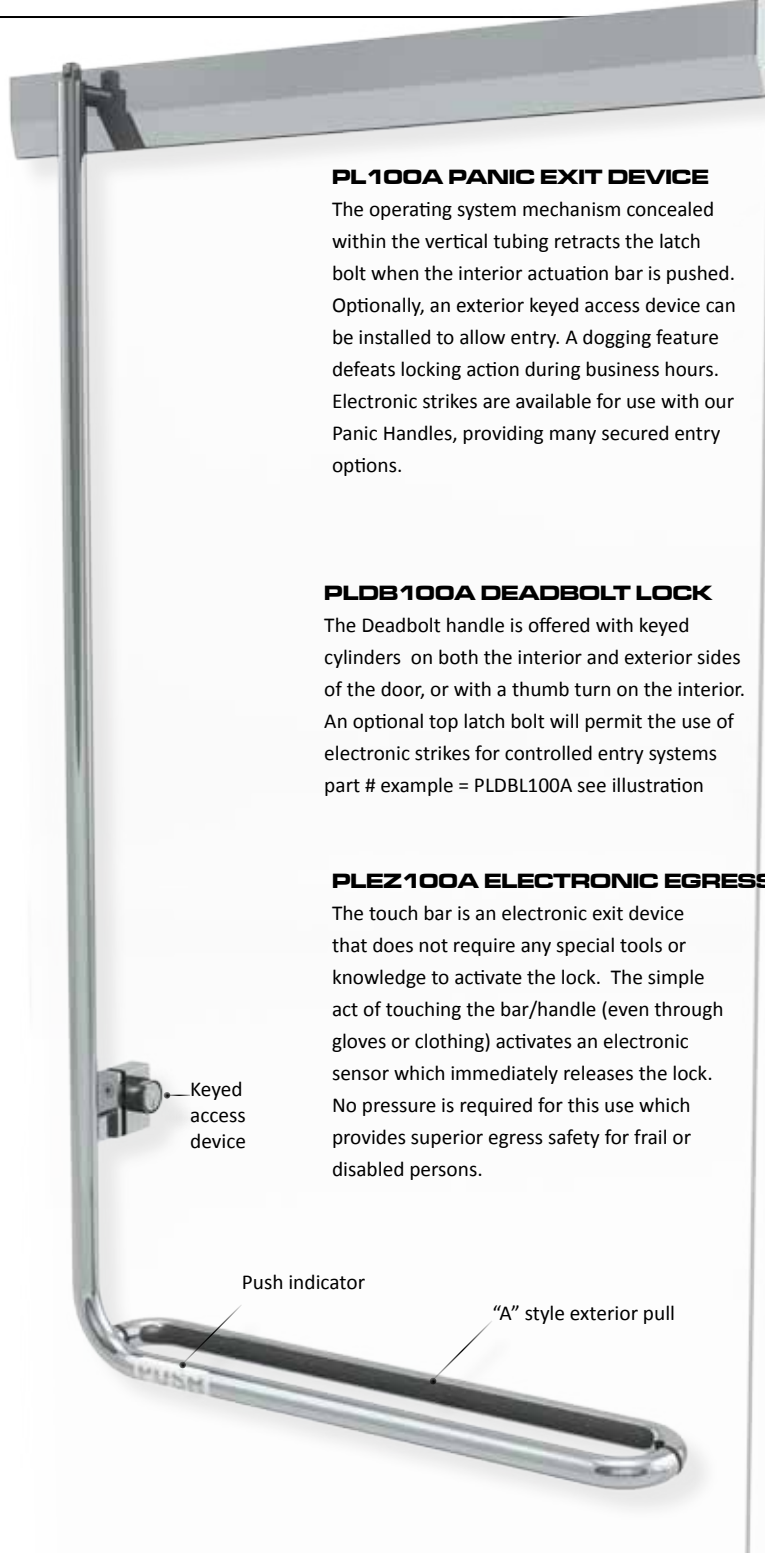 PL100A PANIC EXIT DEVICE
The operating system mechanism concealed
within the vertical tubing retracts the latch
bolt when the interior actuation bar is pushed.
Optionally, an exterior keyed access device can
be installed to allow entry. A dogging feature
defeats locking action during business hours.
Electronic strikes are available for use with our
Panic Handles, providing many secured entry
options.
PLDB100A DEADBOLT LOCK
The Deadbolt handle is offered with keyed
cylinders on both the interior and exterior sides
of the door, or with a thumb turn on the interior.
An optional top latch bolt will permit the use of
electronic strikes for controlled entry systems
part # example = PLDBL100A see illustration
PLEZ100A ELECTRONIC EGRESS
The touch bar is an electronic exit device
that does not require any special tools or
knowledge to activate the lock. The simple
act of touching the bar/handle (even through
gloves or clothing) activates an electronic
sensor which immediately releases the lock.
No pressure is required for this use which
provides superior egress safety for frail or
disabled persons.
Keyed
access
device
Push indicator
"A" style exterior pull
PUSH